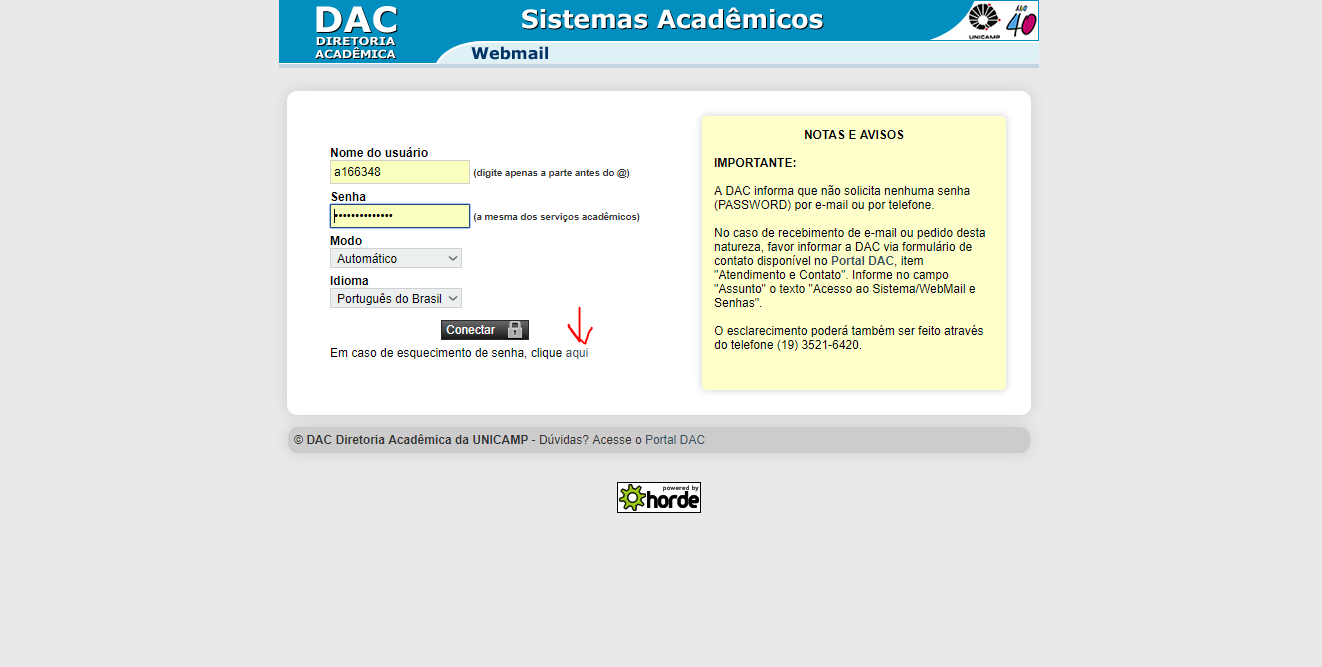 DAC
DIRETORIA
ACADÊMICA
Sistemas Acadêmicos
Webmail
UNICAMP
ANO
40
Nome do usuário
a166348
(digite apenas a parte antes do @)
Senha
••••••••••••••
(a mesma dos serviços acadêmicos)
Modo
Automático
Idioma
Português do Brasil
Conectar
Em caso de esquecimento de senha, clique aqui
NOTAS E AVISOS
IMPORTANTE:
A DAC informa que não solicita nenhuma senha
(PASSWORD) por e-mail ou por telefone.
No caso de recebimento de e-mail ou pedido desta
natureza, favor informar a DAC via formulário de
contato disponível no Portal DAC, item
"Atendimento e Contato". Informe no campo
"Assunto" o texto "Acesso ao Sistema/WebMail e
Senhas".
O esclarecimento poderá também ser feito através
do telefone (19) 3521-6420.
© DAC Diretoria Acadêmica da UNICAMP - Dúvidas? Acesse o Portal DAC
powered by
horde